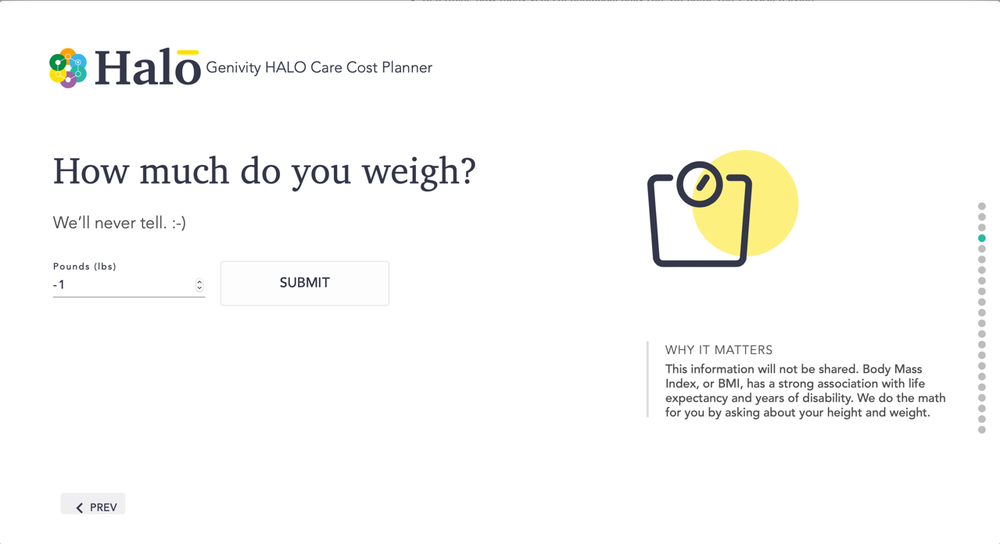 Halo
Genivity HALO Care Cost Planner
How much do you weigh?
We’ll never tell. :-)
Pounds (lbs)
-1
SUBMIT
WHY IT MATTERS
This information will not be shared. Body Mass
Index, or BMI, has a strong association with life
expectancy and years of disability. We do the math
for you by asking about your height and weight.
PREV